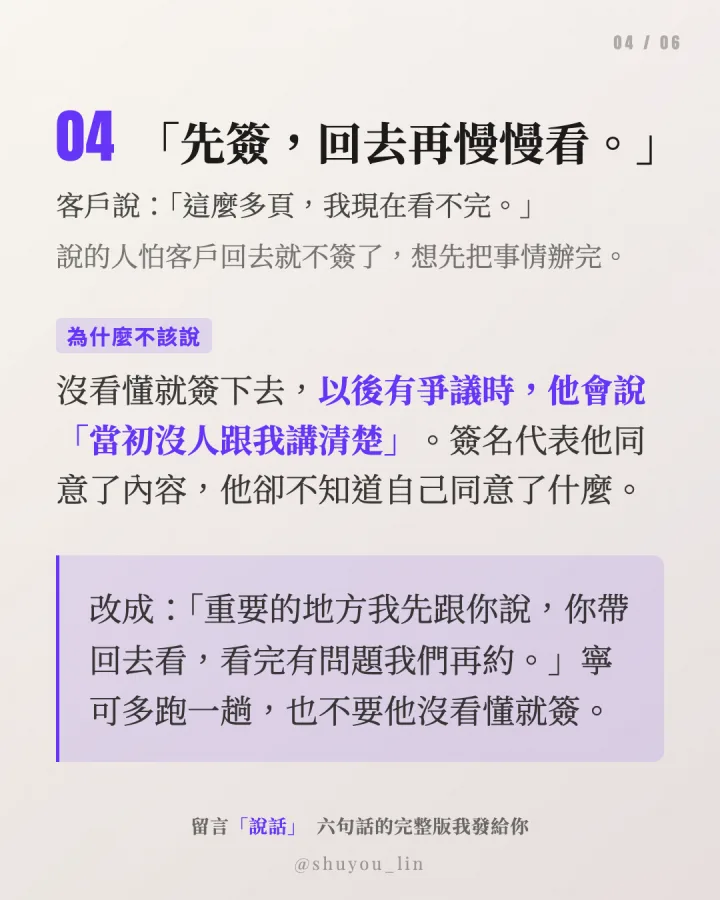 04 / 06
04 「先簽，回去再慢慢看。」
客戶說：「這麼多頁，我現在看不完。」
說的人怕客戶回去就不簽了，想先把事情辦完。
為什麼不該說
沒看懂就簽下去，以後有爭議時，他會說
「當初沒人跟我講清楚」。簽名代表他同
意了內容，他卻不知道自己同意了什麼。
改成：「重要的地方我先跟你說，你帶
回去看，看完有問題我們再約。」寧
可多跑一趟，也不要他沒看懂就簽。
留言「說話」 六句話的完整版我發給你
@shuyou_lin